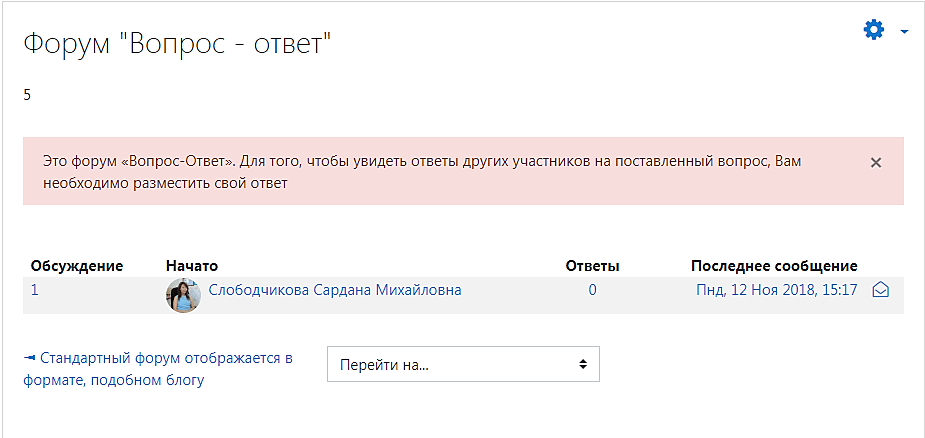 Форум "Вопрос - ответ"
5
Это форум «Вопрос-Ответ». Для того, чтобы увидеть ответы других участников на поставленный вопрос, Вам
необходимо разместить свой ответ
Обсуждение Начато Ответы Последнее сообщение
1 Слободчикова Сардана Михайловна 0 Пнд, 12 Ноя 2018, 15:17
Стандартный форум отображается в
формате, подобном блогу
Перейти на...